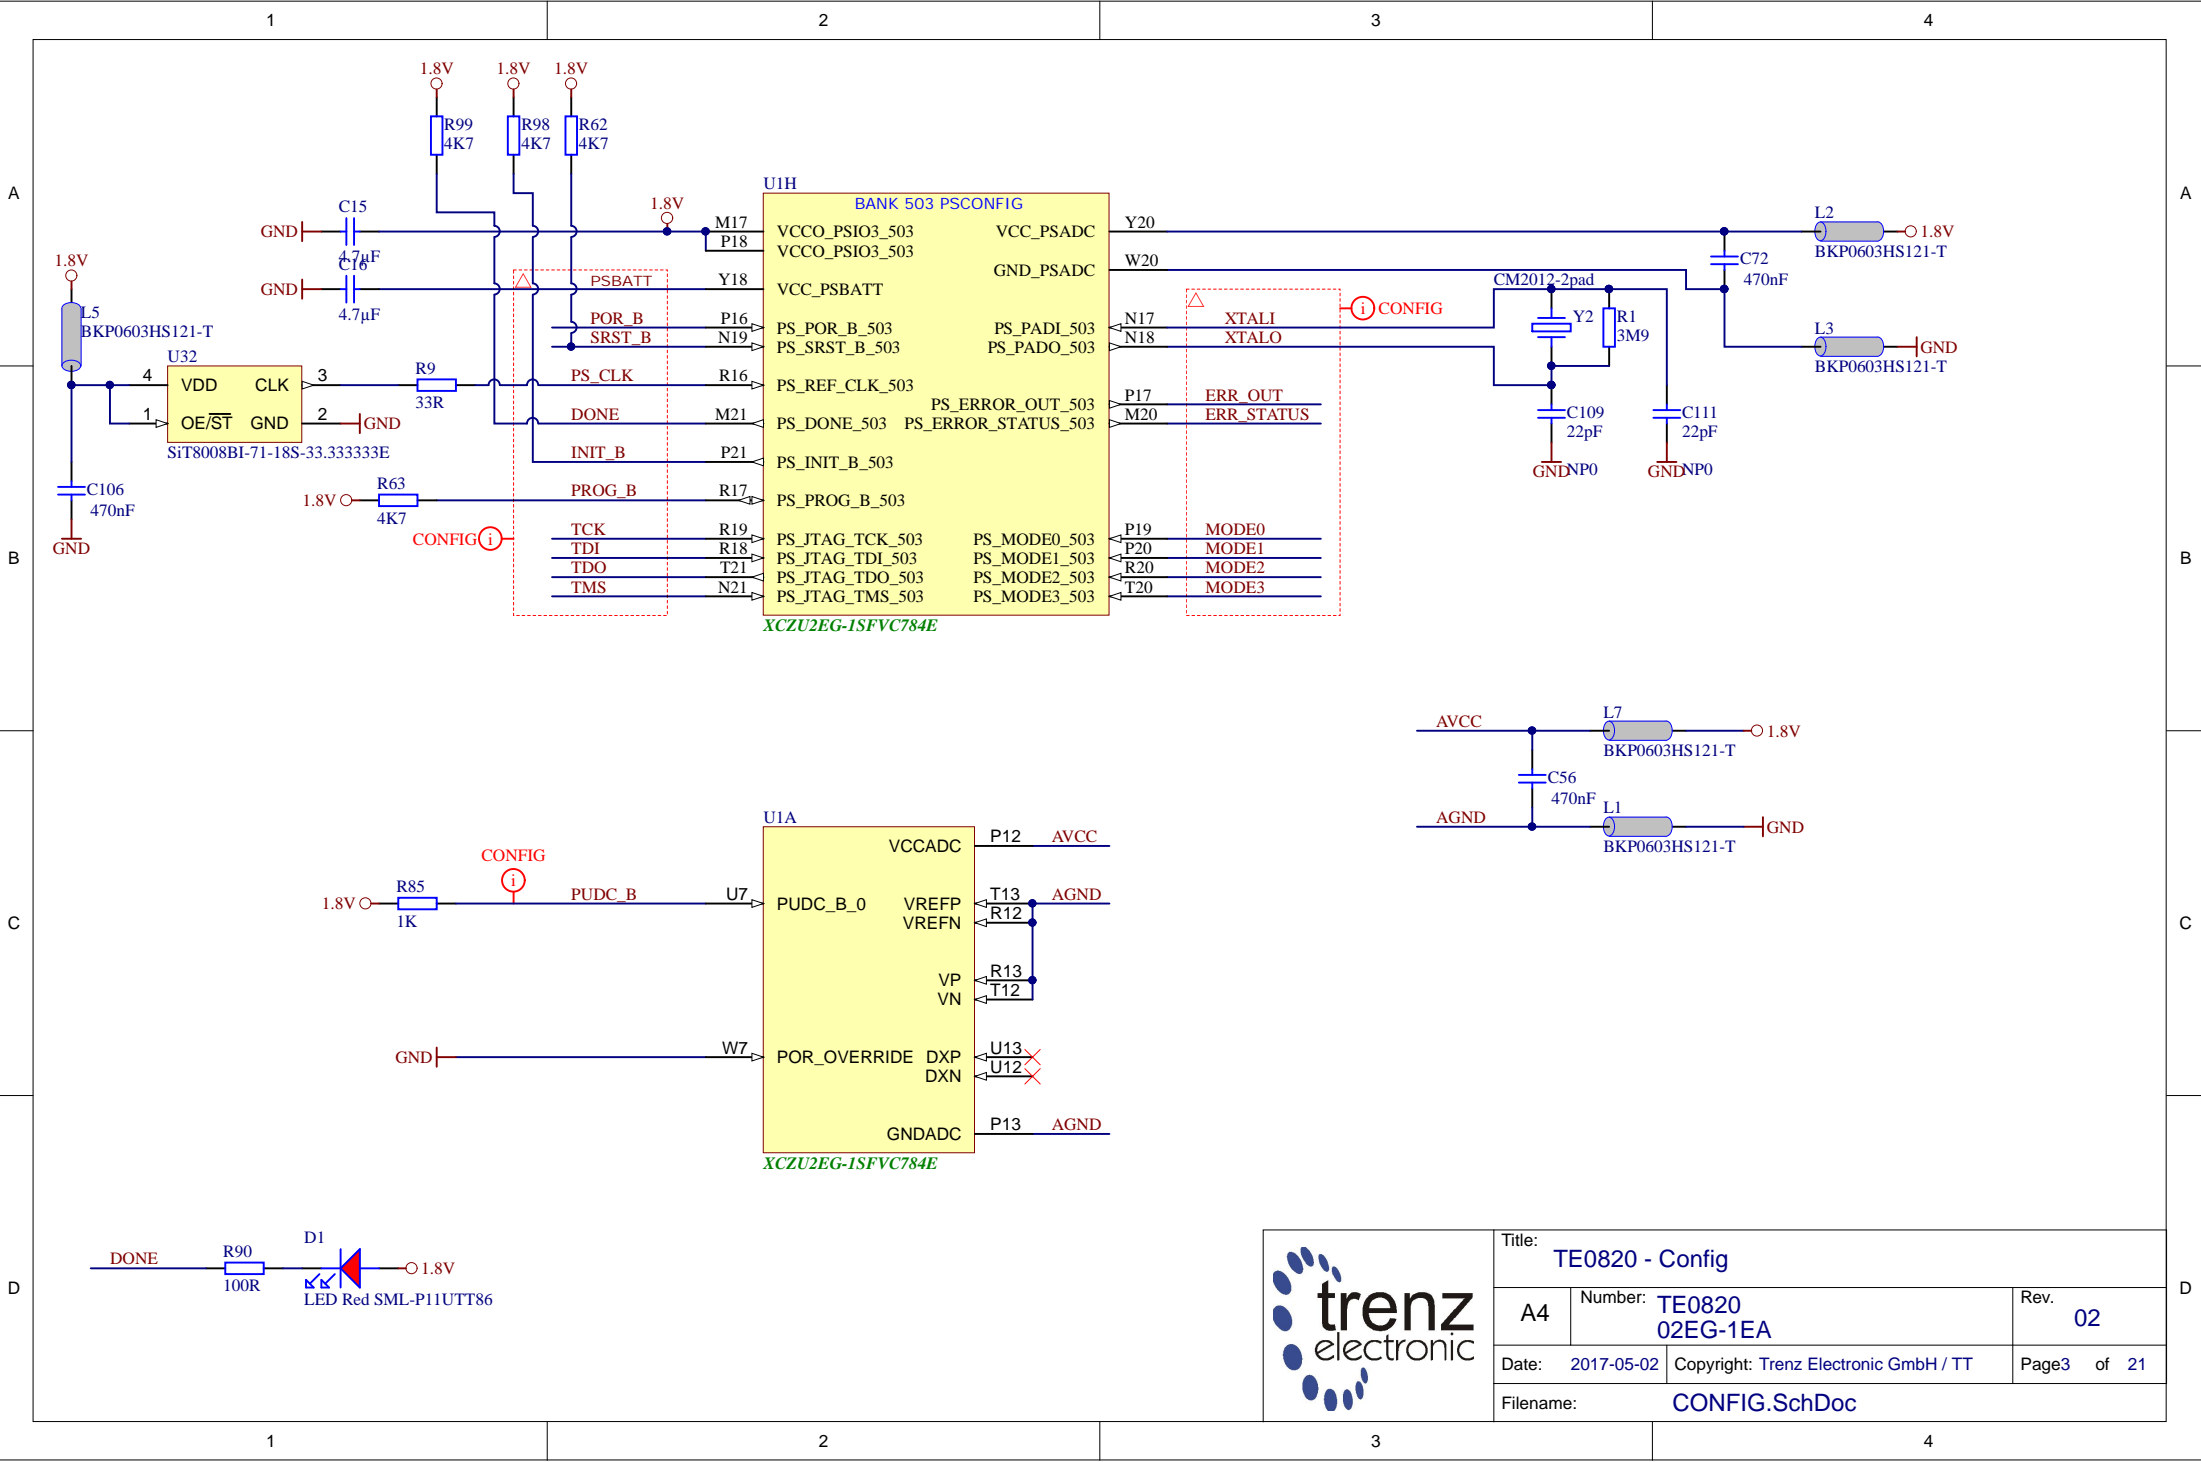 1 2 3 4
A A
B B
C C
D D
1.8V 1.8V 1.8V
R99 4K7
R98 4K7
R62 4K7
C15
4.7µF
GND
1.8V
C16
4.7µF
GND
1.8V
L5
BKP0603HS121-T
U32
4 VDD CLK 3
1 OE/ST GND 2
GND
SiT8008BI-71-18S-33.333333E
C106
470nF
GND
R9
33R
1.8V
R63
4K7
CONFIG
PSBATT
POR_B
SRST_B
PS_CLK
DONE
INIT_B
PROG_B
TCK
TDI
TDO
TMS
U1H
BANK 503 PSCONFIG
M17 VCCO_PSIO3_503
P18 VCCO_PSIO3_503
Y18 VCC_PSBATT
P16 PS_POR_B_503
N19 PS_SRST_B_503
R16 PS_REF_CLK_503
M21 PS_DONE_503
P21 PS_INIT_B_503
R17 PS_PROG_B_503
R19 PS_JTAG_TCK_503
R18 PS_JTAG_TDI_503
T21 PS_JTAG_TDO_503
N21 PS_JTAG_TMS_503
VCC_PSADC Y20
GND_PSADC W20
PS_PADI_503 N17 XTALI
PS_PADO_503 N18 XTALO
PS_ERROR_OUT_503 P17 ERR_OUT
PS_ERROR_STATUS_503 M20 ERR_STATUS
PS_MODE0_503 P19 MODE0
PS_MODE1_503 P20 MODE1
PS_MODE2_503 R20 MODE2
PS_MODE3_503 T20 MODE3
XCZU2EG-1SFVC784E
i CONFIG
CM2012-2pad
Y2
R1
3M9
C109
22pF
GND NP0
C111
22pF
GND NP0
L2
1.8V
BKP0603HS121-T
C72
470nF
L3
GND
BKP0603HS121-T
AVCC
L7
1.8V
BKP0603HS121-T
C56
470nF
AGND
L1
GND
BKP0603HS121-T
U1A
VCCADC P12 AVCC
CONFIG
i
1.8V
R85
1K
PUDC_B
U7 PUDC_B_0
VREFP T13 AGND
VREFN R12
VP R13
VN T12
GND
W7 POR_OVERRIDE
DXP U13
DXN U12
GNDADC P13 AGND
XCZU2EG-1SFVC784E
DONE
R90
100R
D1
1.8V
LED Red SML-P11UTT86
trenz
electronic
Title:
TE0820 - Config
A4
Number: TE0820
02EG-1EA
Rev.
02
Date: 2017-05-02
Copyright: Trenz Electronic GmbH / TT
Page3 of 21
Filename: CONFIG.SchDoc
1 2 3 4